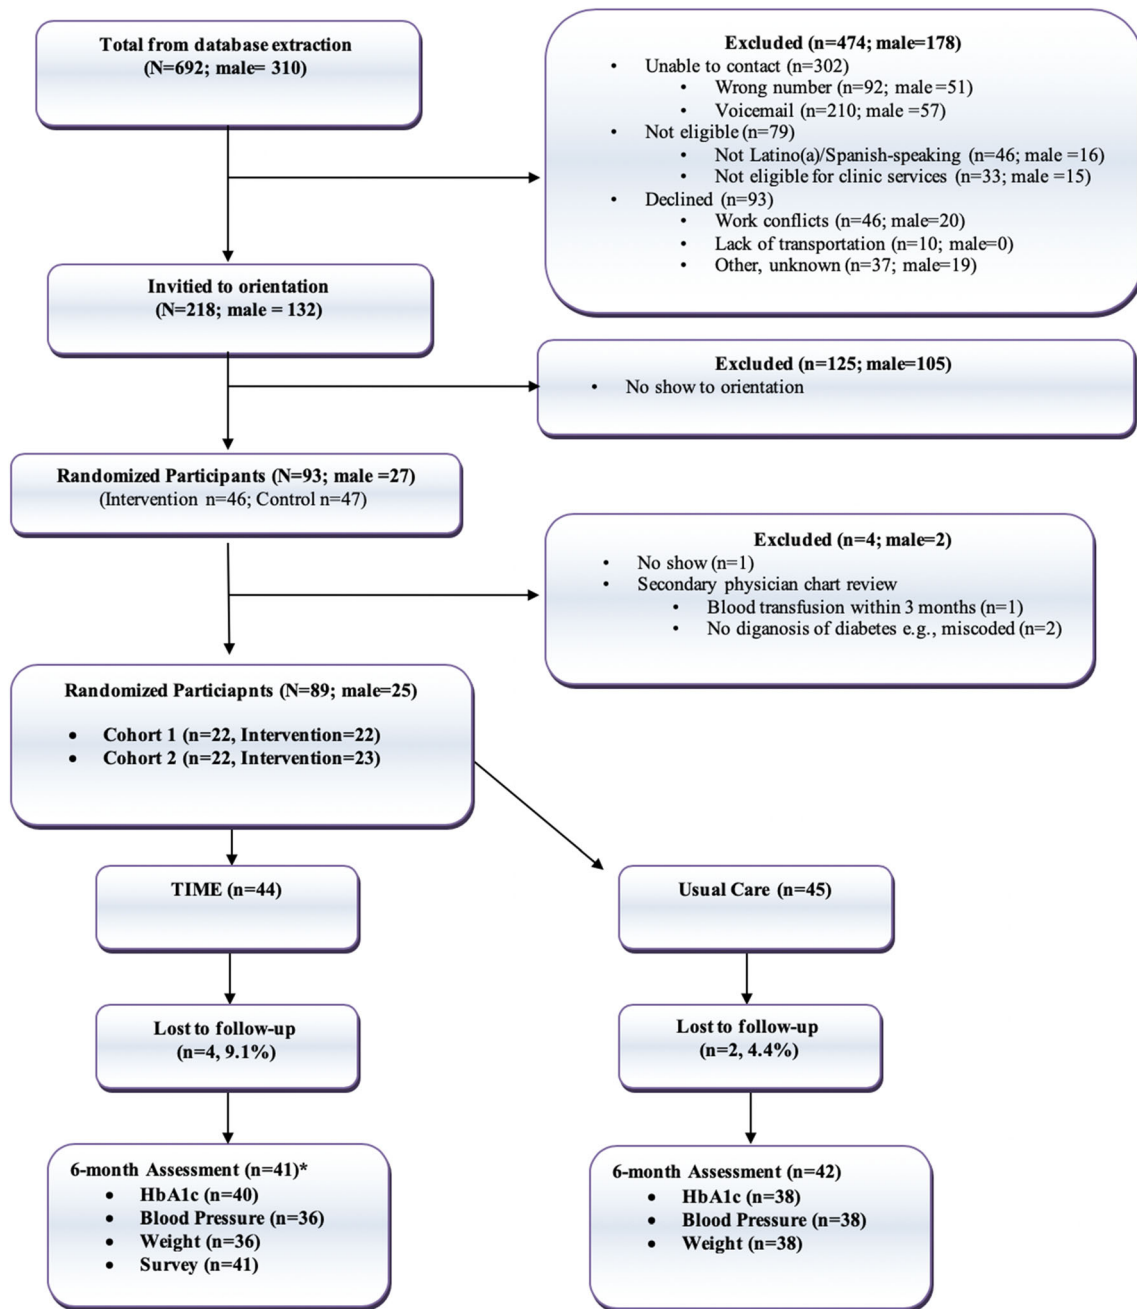 Total from database extraction
(N=692; male= 310)
Excluded (n=474; male=178)
• Unable to contact (n=302)
• Wrong number (n=92; male =51)
• Voicemail (n=210; male =57)
• Not eligible (n=79)
• Not Latino(a)/Spanish-speaking (n=46; male =16)
• Not eligible for clinic services (n=33; male =15)
• Declined (n=93)
• Work conflicts (n=46; male=20)
• Lack of transportation (n=10; male=0)
• Other, unknown (n=37; male=19)
Invitied to orientation
(N=218; male = 132)
Excluded (n=125; male=105)
• No show to orientation
Randomized Participants (N=93; male =27)
(Intervention n=46; Control n=47)
Excluded (n=4; male=2)
• No show (n=1)
• Secondary physician chart review
• Blood transfusion within 3 months (n=1)
• No diganosis of diabetes e.g., miscoded (n=2)
Randomized Particiapnts (N=89; male=25)
• Cohort 1 (n=22, Intervention=22)
• Cohort 2 (n=22, Intervention=23)
TIME (n=44)
Usual Care (n=45)
Lost to follow-up
(n=4, 9.1%)
Lost to follow-up
(n=2, 4.4%)
6-month Assessment (n=41)*
• HbA1c (n=40)
• Blood Pressure (n=36)
• Weight (n=36)
• Survey (n=41)
6-month Assessment (n=42)
• HbA1c (n=38)
• Blood Pressure (n=38)
• Weight (n=38)